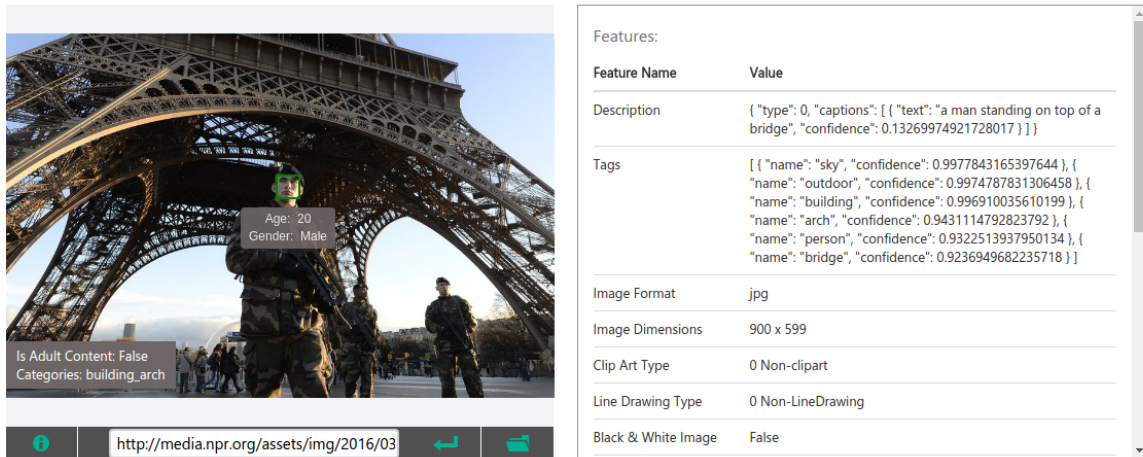 Age: 20
Gender: Male
Is Adult Content: False
Categories: building_arch
http://media.npr.org/assets/img/2016/03
Features:
Feature Name Value
Description { "type": 0, "captions": [ { "text": "a man standing on top of a
bridge", "confidence": 0.13269974921728017 } ] }
Tags [ { "name": "sky", "confidence": 0.9977843165397644 }, {
"name": "outdoor", "confidence": 0.9974787831306458 }, {
"name": "building", "confidence": 0.996910035610199 }, {
"name": "arch", "confidence": 0.9431114792823792 }, {
"name": "person", "confidence": 0.9322513937950134 }, {
"name": "bridge", "confidence": 0.9236949682235718 } ]
Image Format jpg
Image Dimensions 900 x 599
Clip Art Type 0 Non-clipart
Line Drawing Type 0 Non-LineDrawing
Black & White Image False